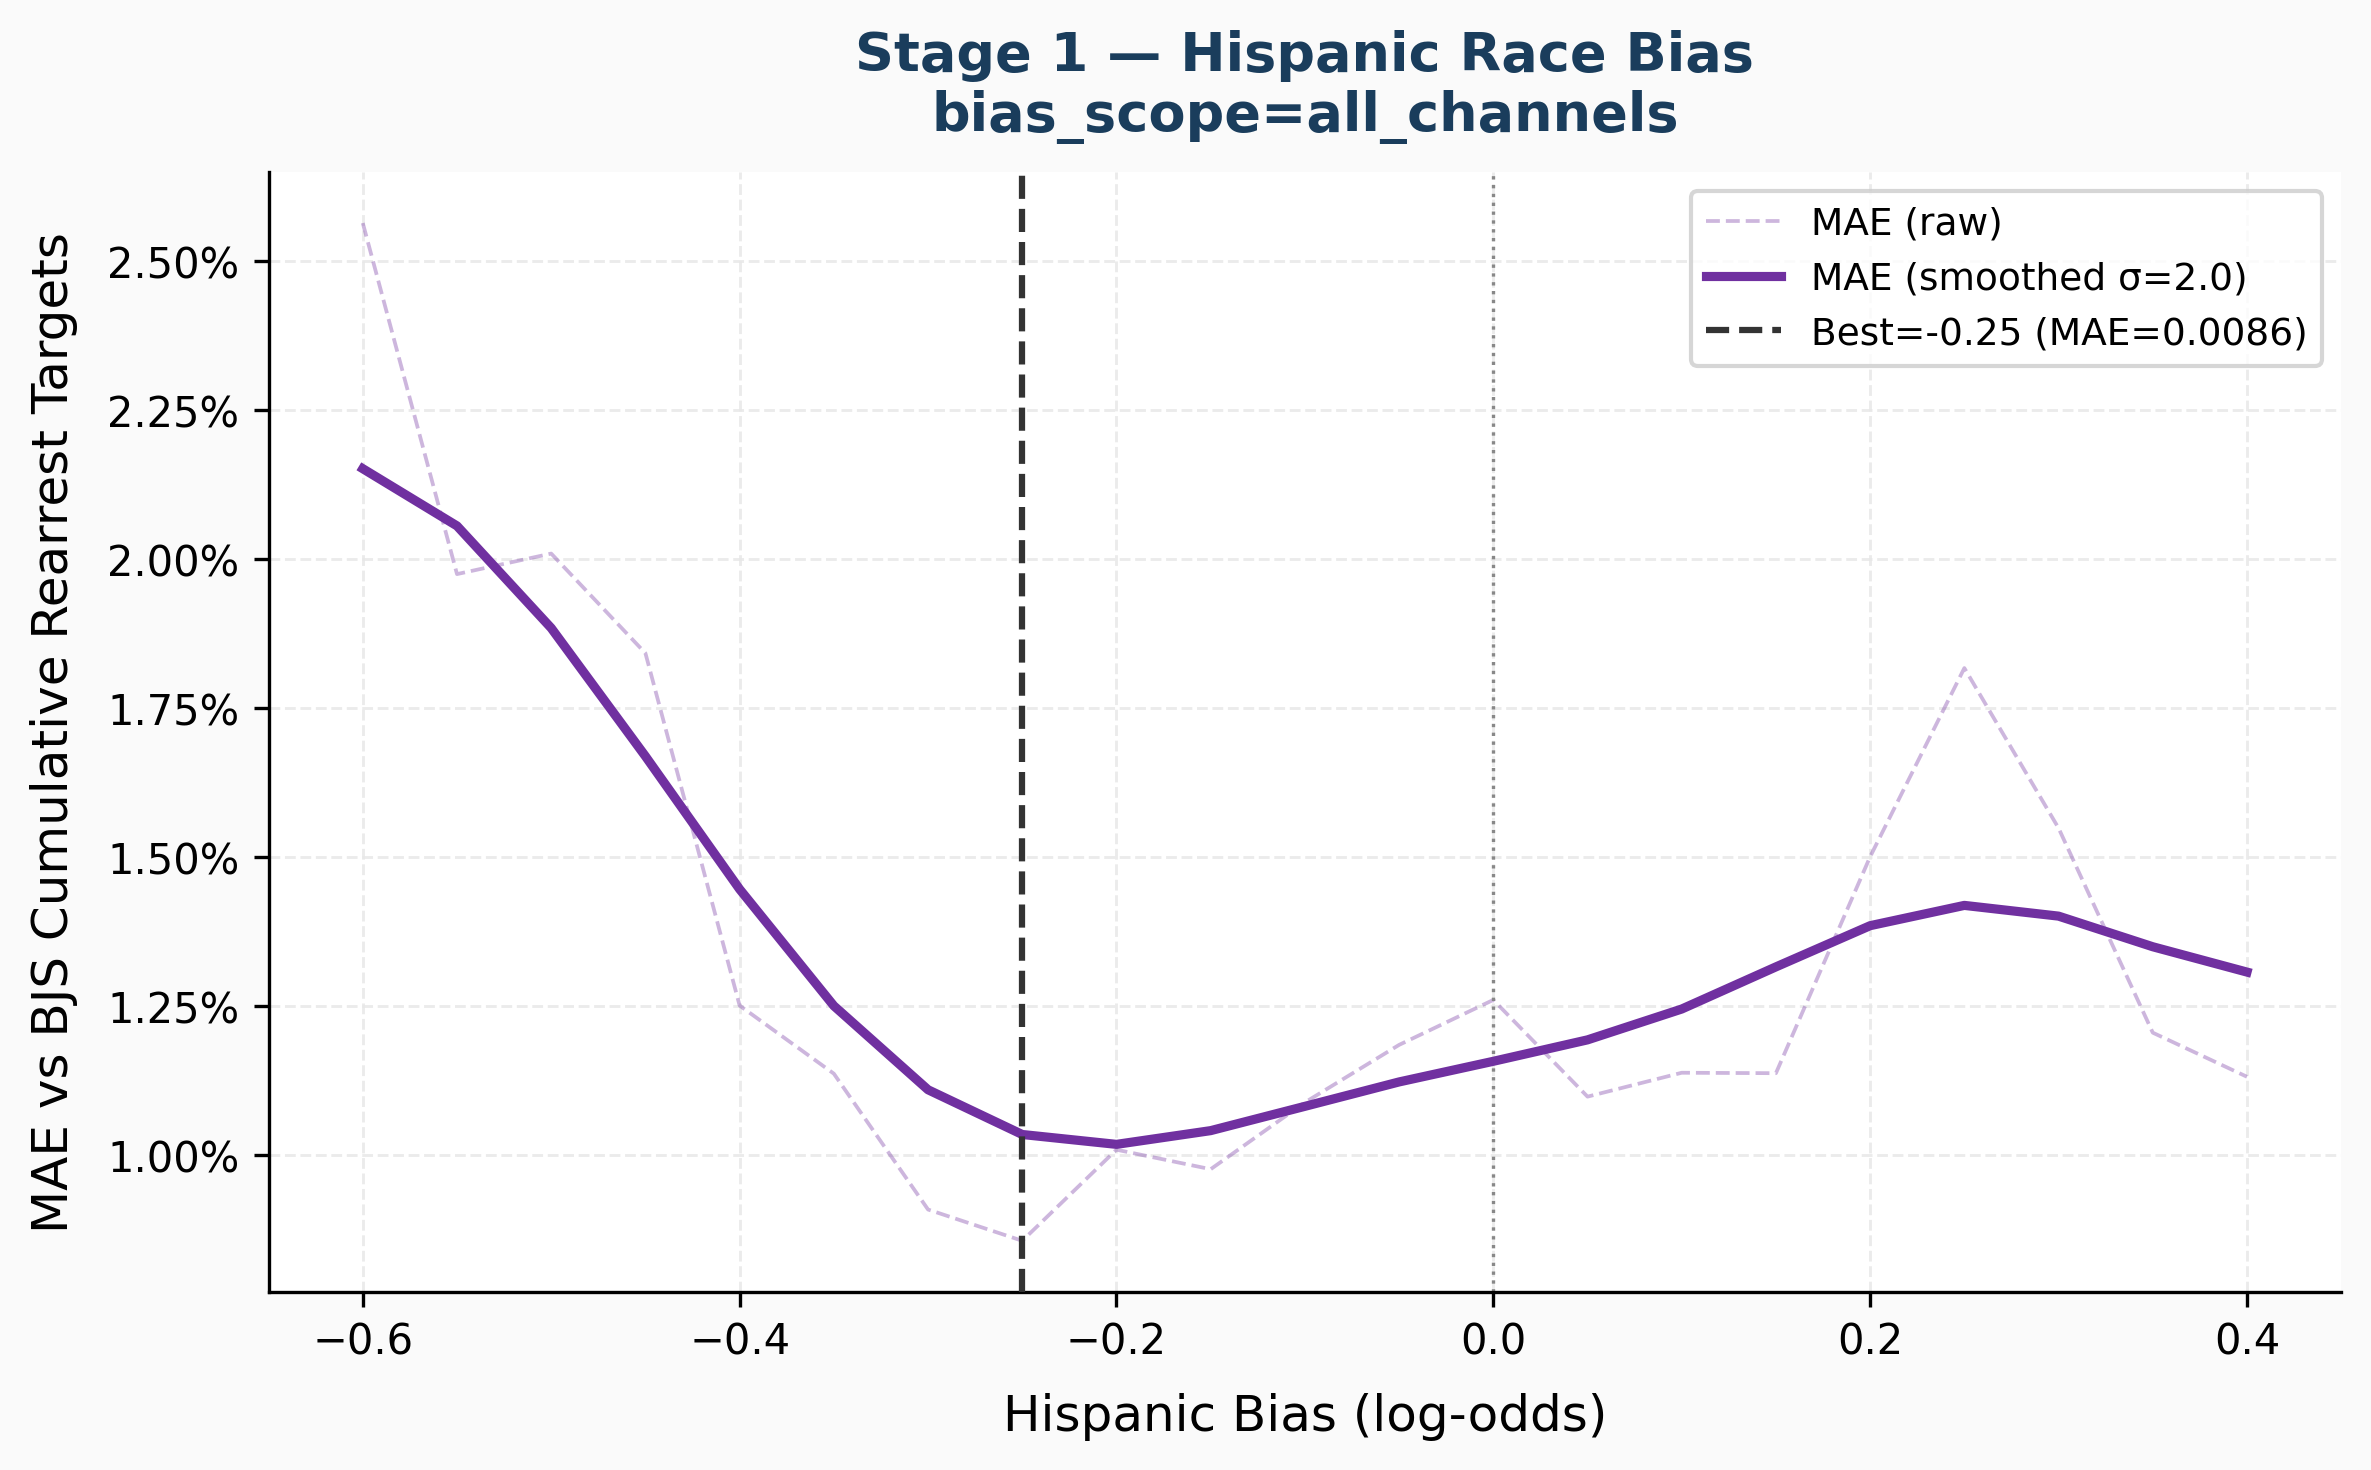 Stage 1 — Hispanic Race Bias
bias_scope=all_channels
MAE vs BJS Cumulative Rearrest Targets
2.50%
2.25%
2.00%
1.75%
1.50%
1.25%
1.00%
MAE (raw)
MAE (smoothed σ=2.0)
Best=-0.25 (MAE=0.0086)
−0.6
−0.4
−0.2
0.0
0.2
0.4
Hispanic Bias (log-odds)